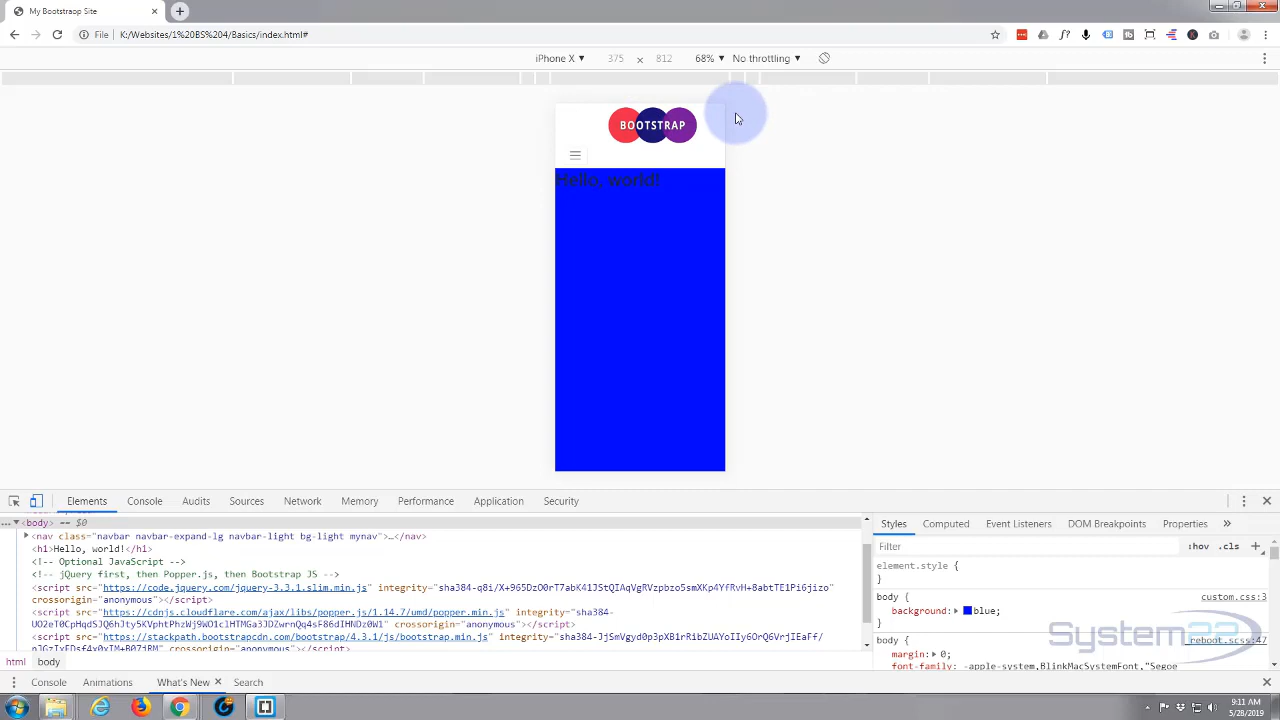 My Bootstraop Site
File K:/Websites/1%20BS%204/Basics/index.html#
iPhone X 375 × 812 68% No throttling
BOOTSTRAP
Hello, world!
Elements Console Audits Sources Network Memory Performance Application Security
<body> == $0
<nav class="navbar navbar-expand-lg navbar-light bg-light mynav">…</nav>
<h1>Hello, world!</h1>
<!-- Optional JavaScript -->
<!-- jQuery first, then Popper.js, then Bootstrap JS -->
<script src="https://code.jquery.com/jquery-3.3.1.slim.min.js" integrity="sha384-q8i/X+965DzO0rT7abK41JStQIAqVgRVzpbzo5smXKp4YfRvH+8abtTE1Pi6jizo"
crossorigin="anonymous"></script>
<script src="https://cdnjs.cloudflare.com/ajax/libs/popper.js/1.14.7/umd/popper.min.js" integrity="sha384-
UO2eT0CpHqdSJQ6hJty5KVphtPhzWj9WO1clHTMGa3JDZwrnQq4sF86dIHNDz0W1" crossorigin="anonymous"></script>
<script src="https://stackpath.bootstrapcdn.com/bootstrap/4.3.1/js/bootstrap.min.js" integrity="sha384-JjSmVgyd0p3pXB1rRibZUAYoIIy6OrQ6VrjIEaFf/
crossorigin="anonymous"></script>
html body
Styles Computed Event Listeners DOM Breakpoints Properties »
Filter :hov .cls +
element.style {
}
body { custom.css:3
background: blue;
}
body { _reboot.scss:47
margin: 0;
font-family: -apple-system,BlinkMacSystemFont,"Segoe
System22
Console Animations What's New Search
9:11 AM
5/28/2019